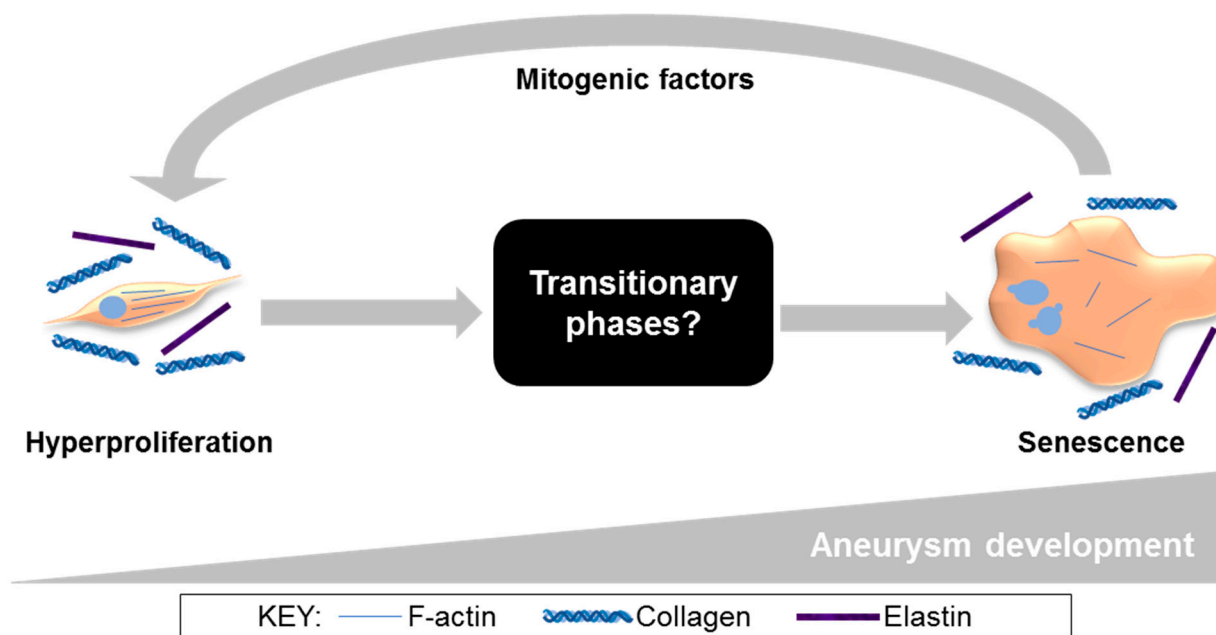 Mitogenic factors
Transitionary
phases?
Hyperproliferation
Senescence
Aneurysm development
KEY: F-actin Collagen Elastin